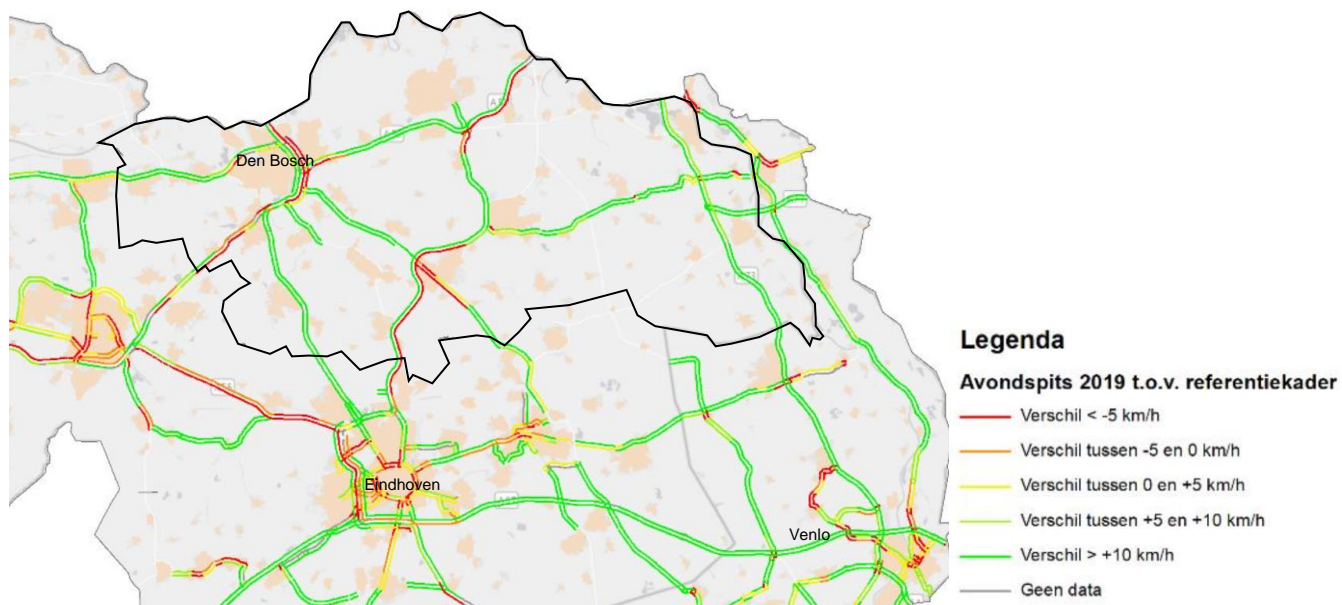 Den Bosch
A73
Eindhoven
Venlo
Legenda
Avondspits 2019 t.o.v. referentiekader
Verschil < -5 km/h
Verschil tussen -5 en 0 km/h
Verschil tussen 0 en +5 km/h
Verschil tussen +5 en +10 km/h
Verschil > +10 km/h
Geen data